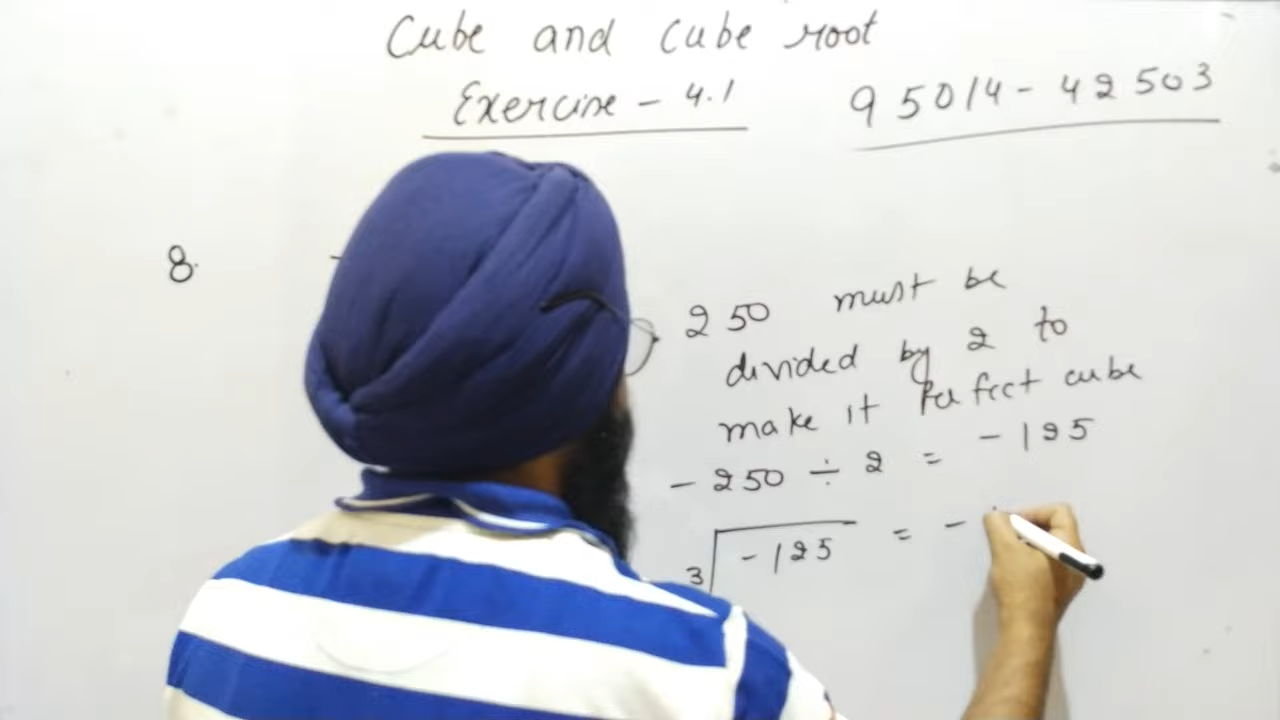 Cube and cube root
Exercise - 4.1
95014-42503
8.
250 must be
divided by 2 to
make it Perfect cube
- 250 ÷ 2 = - 125
∛-125 = -